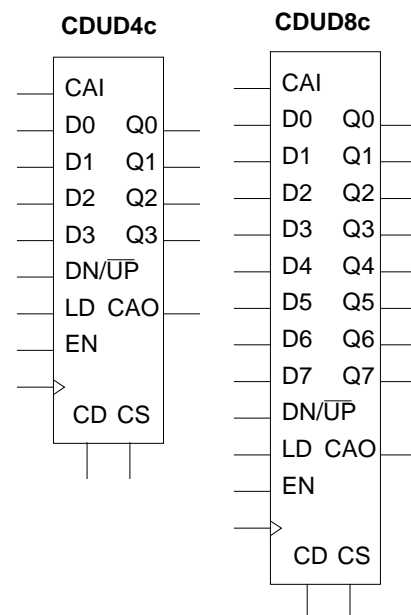 CDUD4c
CAI
D0 Q0
D1 Q1
D2 Q2
D3 Q3
DN/U̅P̅
LD CAO
EN
CD CS
CDUD8c
CAI
D0 Q0
D1 Q1
D2 Q2
D3 Q3
D4 Q4
D5 Q5
D6 Q6
D7 Q7
DN/U̅P̅
LD CAO
EN
CD CS